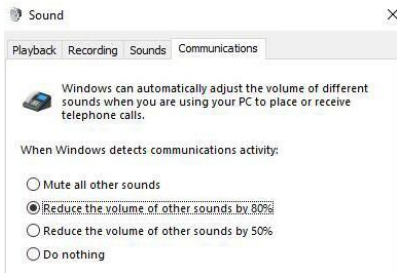 Sound
Playback Recording Sounds Communications
Windows can automatically adjust the volume of different
sounds when you are using your PC to place or receive
telephone calls.
When Windows detects communications activity:
Mute all other sounds
Reduce the volume of other sounds by 80%
Reduce the volume of other sounds by 50%
Do nothing